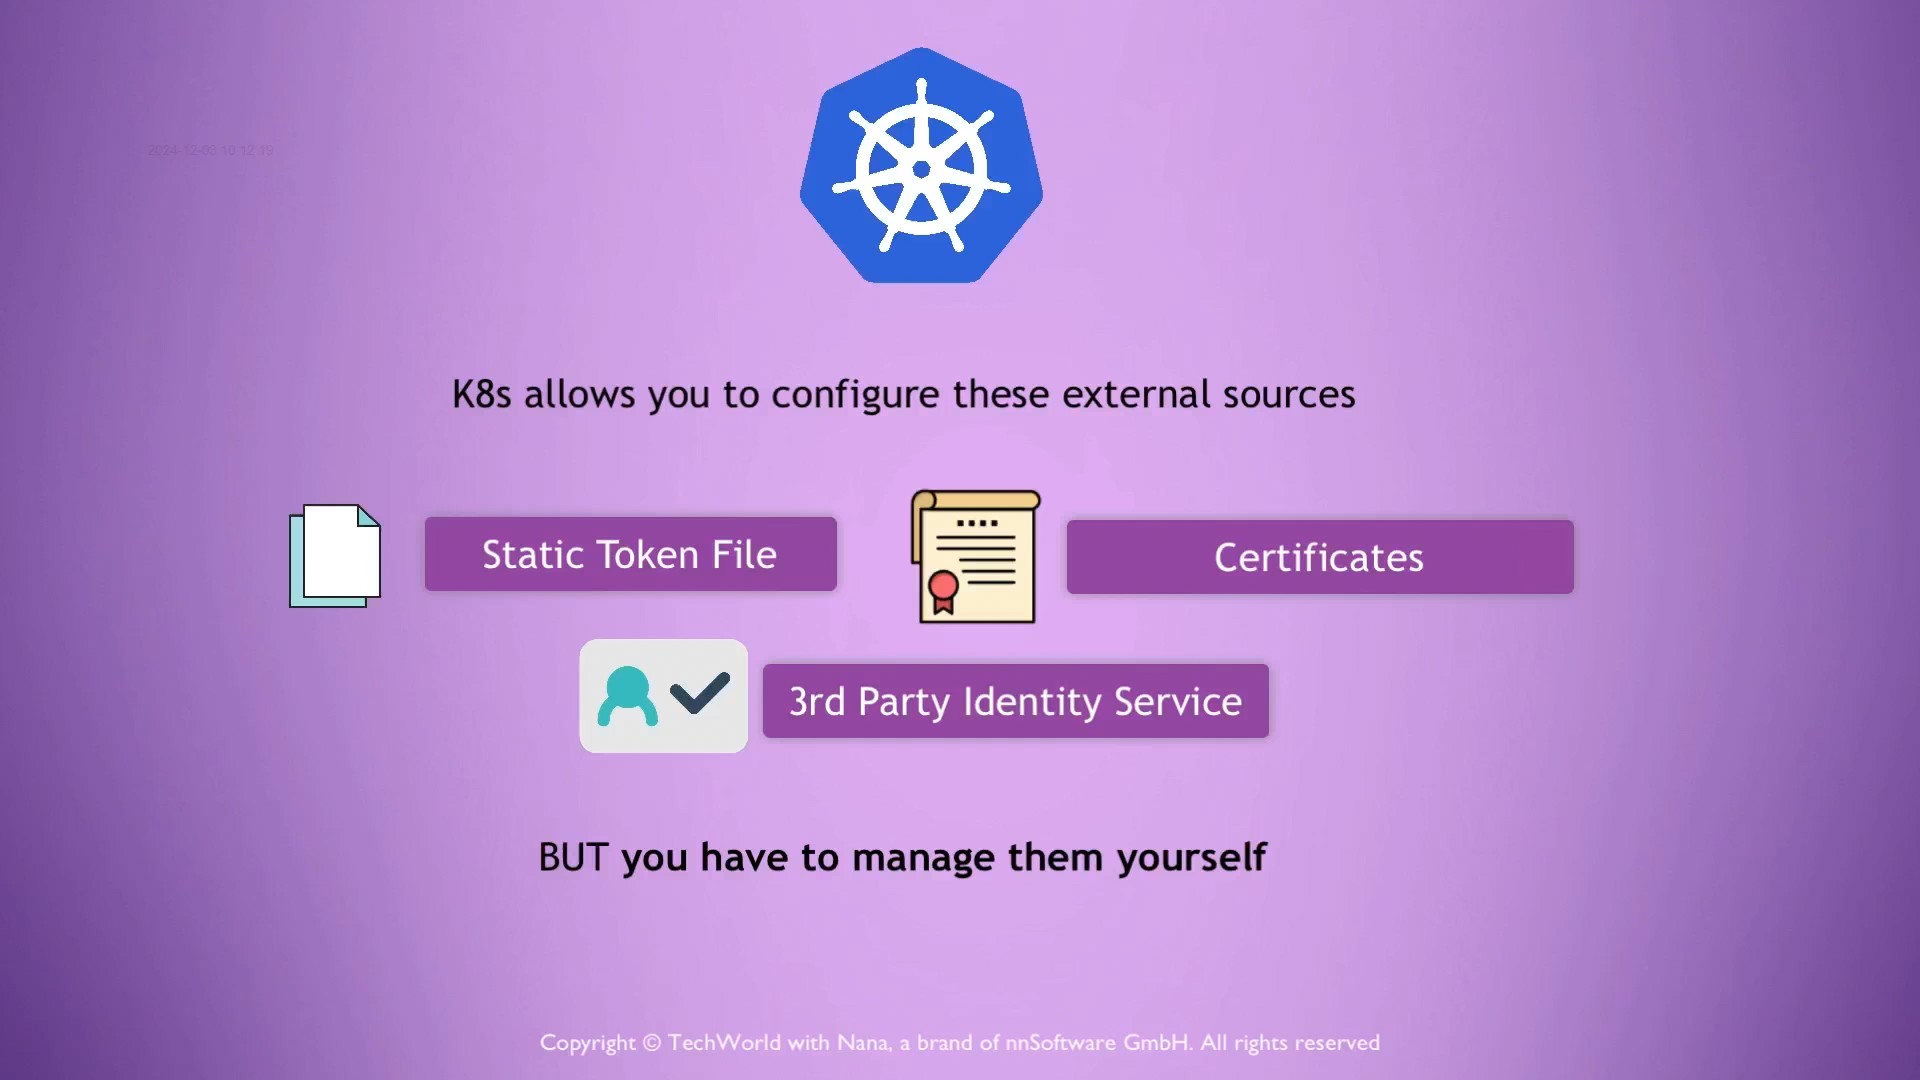 K8s allows you to configure these external sources
Static Token File
Certificates
3rd Party Identity Service
BUT you have to manage them yourself
Copyright © TechWorld with Nana, a brand of nnSoftware GmbH. All rights reserved